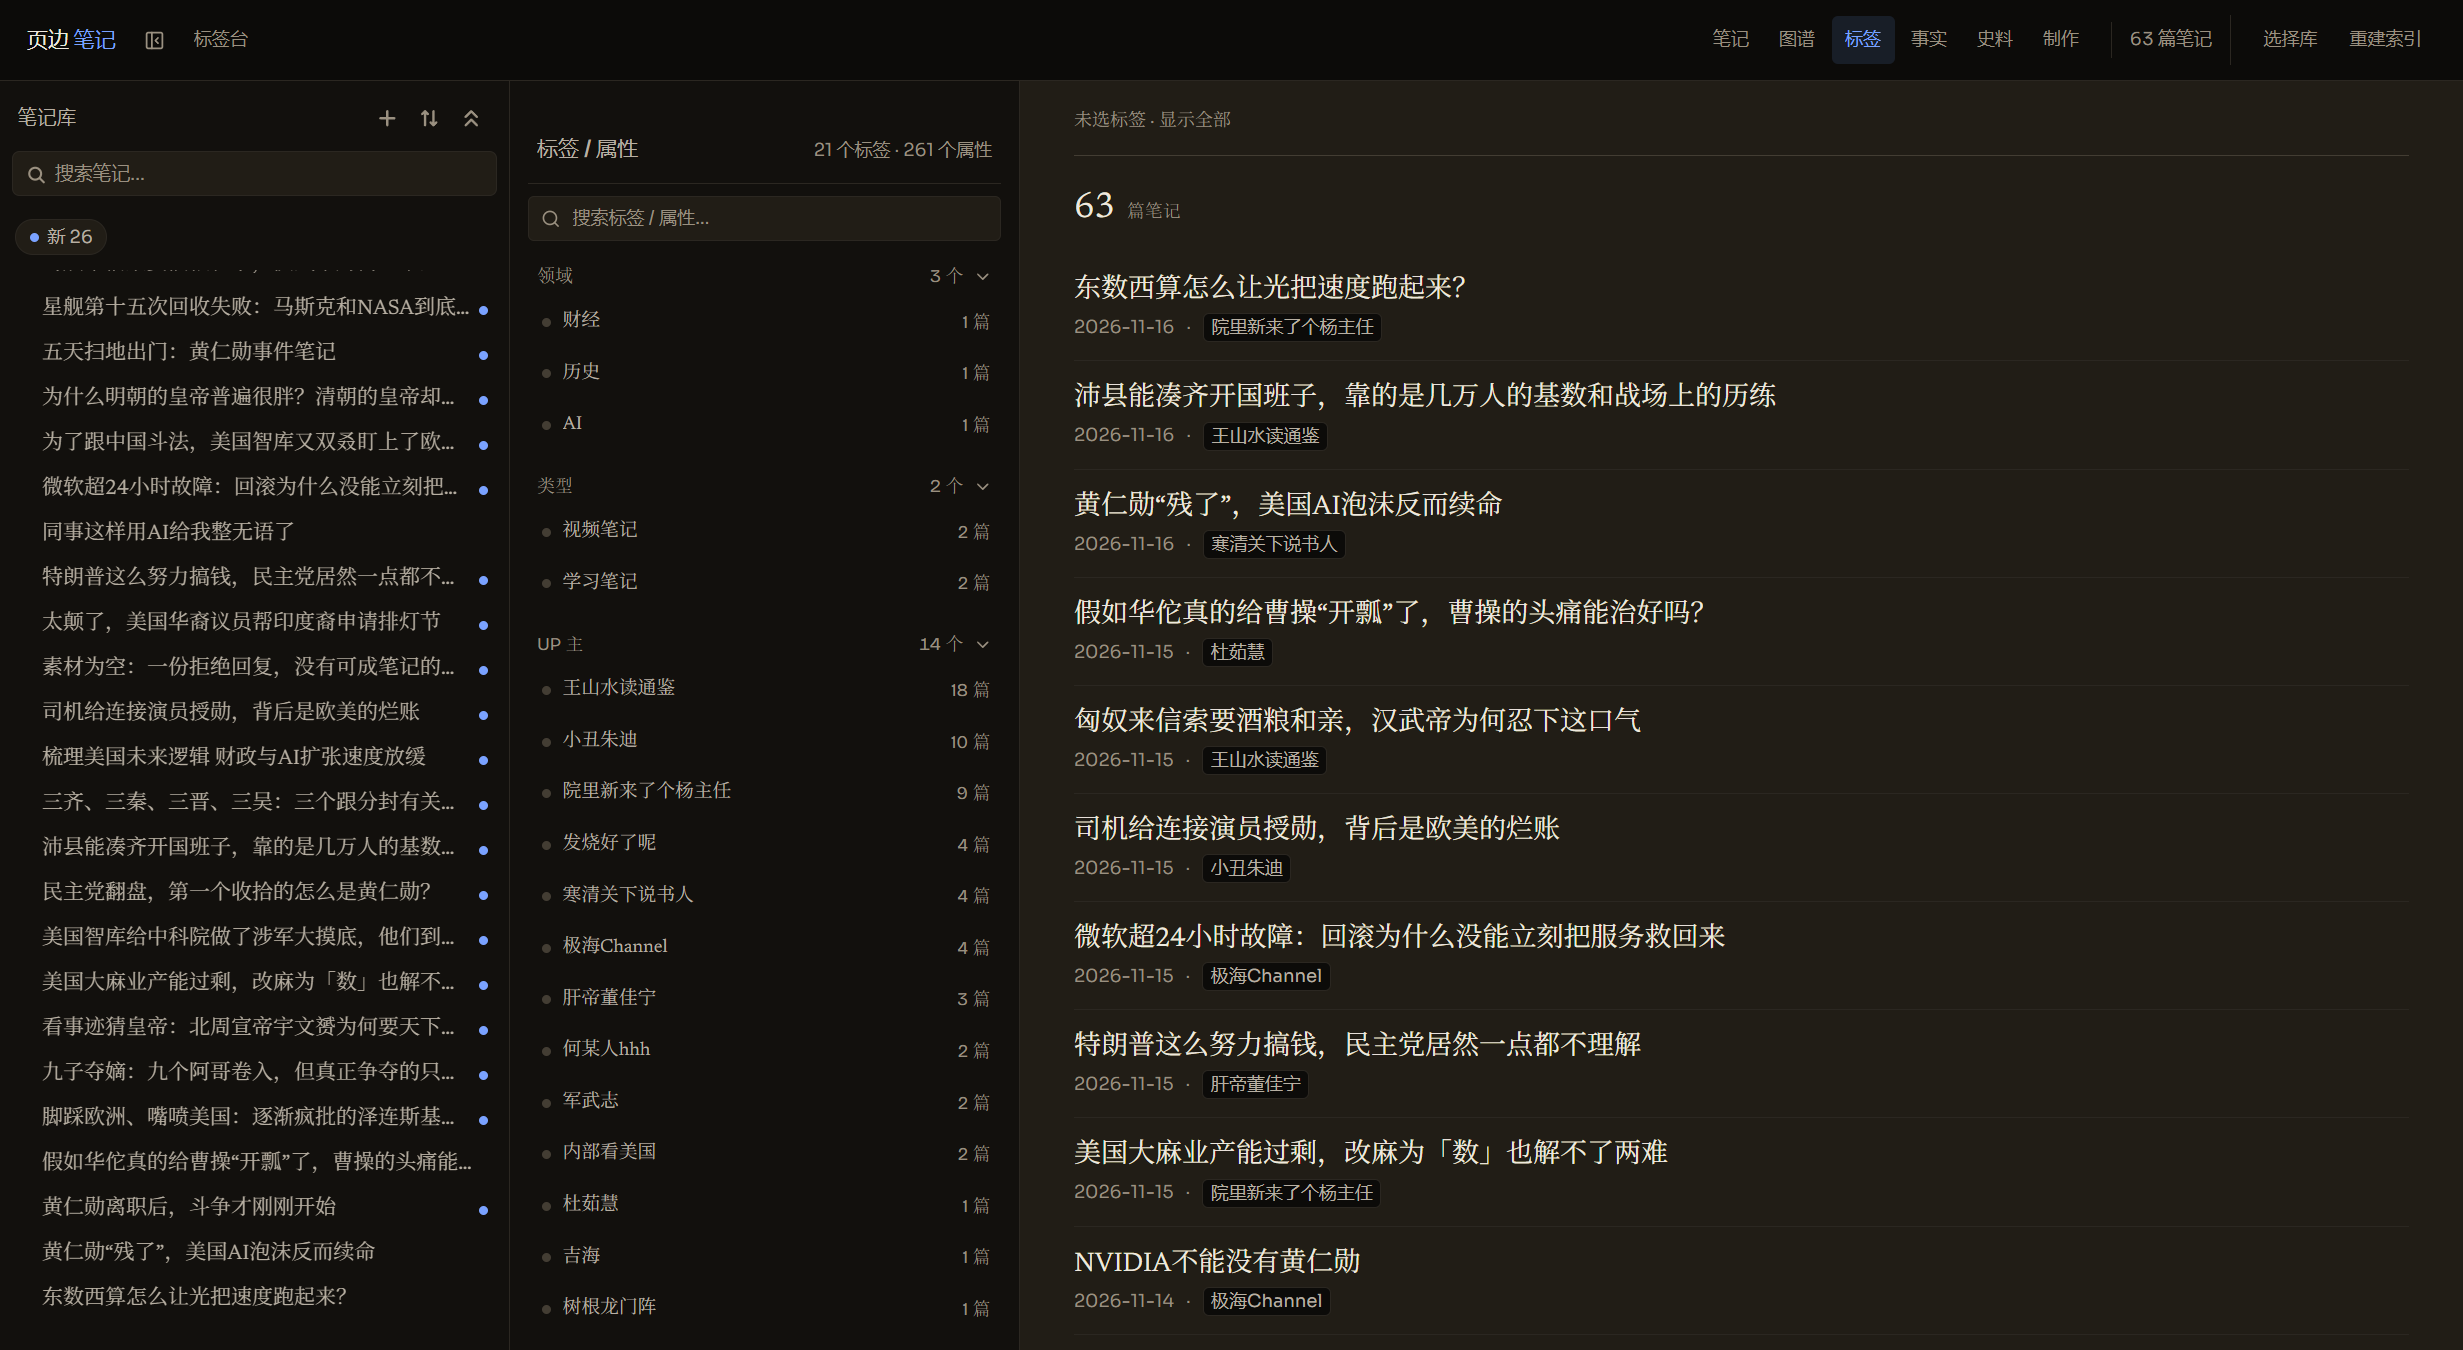 页边 笔记
标签台
笔记
图谱
标签
事实
史料
制作
63 篇笔记
选择库
重建索引
笔记库
搜索笔记...
新 26
星舰第十五次回收失败：马斯克和NASA到底...
五天扫地出门：黄仁勋事件笔记
为什么明朝的皇帝普遍很胖？清朝的皇帝却...
为了跟中国斗法，美国智库又双叒盯上了欧...
微软超24小时故障：回滚为什么没能立刻把...
同事这样用AI给我整无语了
特朗普这么努力搞钱，民主党居然一点都不...
太颠了，美国华裔议员帮印度裔申请排灯节
素材为空：一份拒绝回复，没有可成笔记的...
司机给连接演员授勋，背后是欧美的烂账
梳理美国未来逻辑 财政与AI扩张速度放缓
三齐、三秦、三晋、三吴：三个跟分封有关...
沛县能凑齐开国班子，靠的是几万人的基数...
民主党翻盘，第一个收拾的怎么是黄仁勋？
美国智库给中科院做了涉军大摸底，他们到...
美国大麻业产能过剩，改麻为「数」也解不...
看事迹猜皇帝：北周宣帝宇文赟为何要天下...
九子夺嫡：九个阿哥卷入，但真正争夺的只...
脚踩欧洲、嘴喷美国：逐渐疯批的泽连斯基...
假如华佗真的给曹操“开瓢”了，曹操的头痛能...
黄仁勋离职后，斗争才刚刚开始
黄仁勋“残了”，美国AI泡沫反而续命
东数西算怎么让光把速度跑起来？
标签 / 属性
21 个标签 · 261 个属性
搜索标签 / 属性...
领域 3 个
财经 1 篇
历史 1 篇
AI 1 篇
类型 2 个
视频笔记 2 篇
学习笔记 2 篇
UP 主 14 个
王山水读通鉴 18 篇
小丑朱迪 10 篇
院里新来了个杨主任 9 篇
发烧好了呢 4 篇
寒清关下说书人 4 篇
极海Channel 4 篇
肝帝董佳宁 3 篇
何某人hhh 2 篇
军武志 2 篇
内部看美国 2 篇
杜茹慧 1 篇
吉海 1 篇
树根龙门阵 1 篇
未选标签 · 显示全部
63 篇笔记
东数西算怎么让光把速度跑起来？
2026-11-16 · 院里新来了个杨主任
沛县能凑齐开国班子，靠的是几万人的基数和战场上的历练
2026-11-16 · 王山水读通鉴
黄仁勋“残了”，美国AI泡沫反而续命
2026-11-16 · 寒清关下说书人
假如华佗真的给曹操“开瓢”了，曹操的头痛能治好吗？
2026-11-15 · 杜茹慧
匈奴来信索要酒粮和亲，汉武帝为何忍下这口气
2026-11-15 · 王山水读通鉴
司机给连接演员授勋，背后是欧美的烂账
2026-11-15 · 小丑朱迪
微软超24小时故障：回滚为什么没能立刻把服务救回来
2026-11-15 · 极海Channel
特朗普这么努力搞钱，民主党居然一点都不理解
2026-11-15 · 肝帝董佳宁
美国大麻业产能过剩，改麻为「数」也解不了两难
2026-11-15 · 院里新来了个杨主任
NVIDIA不能没有黄仁勋
2026-11-14 · 极海Channel